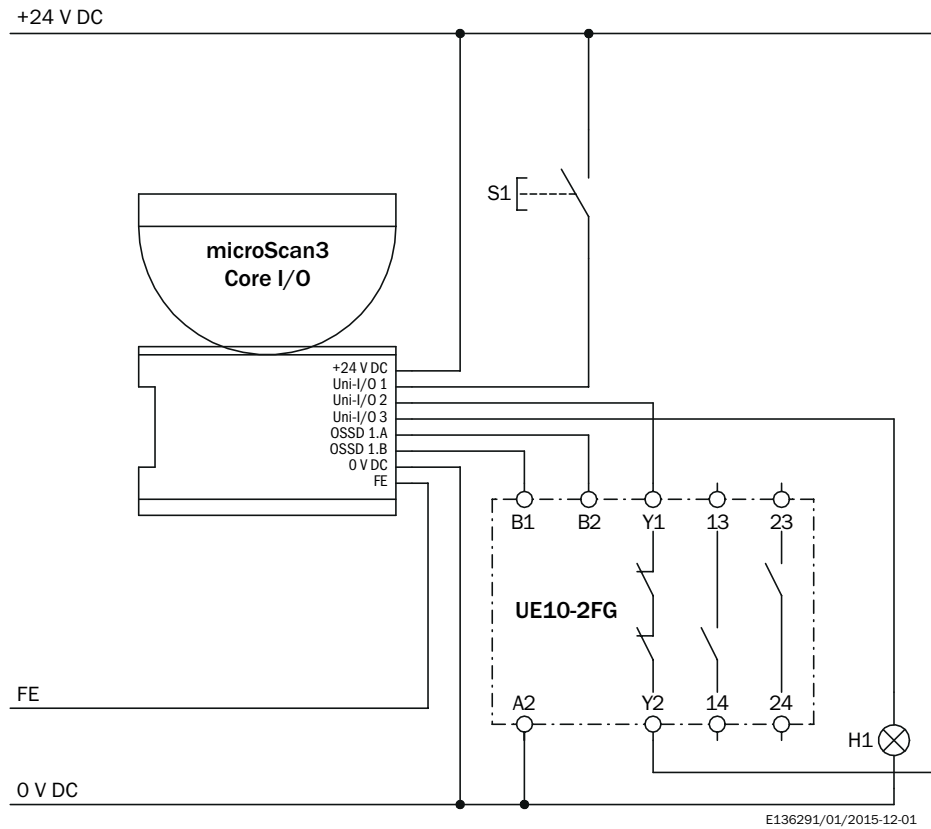 +24 V DC
S1
microScan3
Core I/O
+24 V DC
Uni-I/O 1
Uni-I/O 2
Uni-I/O 3
OSSD 1.A
OSSD 1.B
0 V DC
FE
B1 B2 Y1 13 23
UE10-2FG
FE
A2 Y2 14 24
H1
0 V DC
E136291/01/2015-12-01